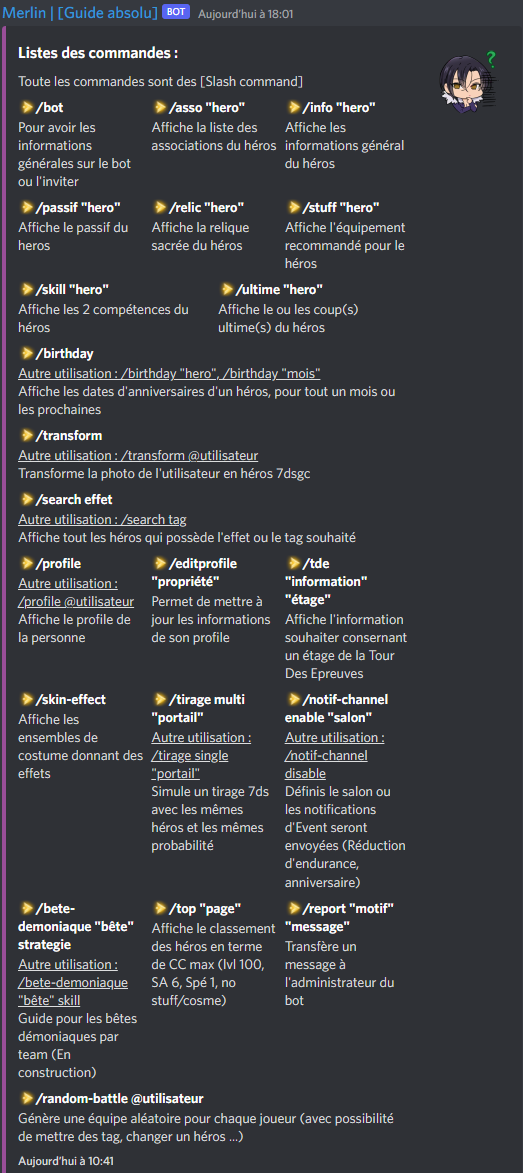 Merlin | [Guide absolu] BOT Aujourd'hui à 18:01
Listes des commandes :
Toute les commandes sont des [Slash command]
/bot
Pour avoir les
informations
générales sur le bot
ou l'inviter
/asso "hero"
Affiche la liste des
associations du héros
/info "hero"
Affiche les
informations général
du héros
/passif "hero"
Affiche le passif du
heros
/relic "hero"
Affiche la relique
sacrée du héros
/stuff "hero"
Affiche l'équipement
recommandé pour le
héros
/skill "hero"
Affiche les 2 compétences du
héros
/ultime "hero"
Affiche le ou les coup(s)
ultime(s) du héros
/birthday
Autre utilisation : /birthday "hero", /birthday "mois"
Affiche les dates d'anniversaires d'un héros, pour tout un mois ou
les prochaines
/transform
Autre utilisation : /transform @utilisateur
Transforme la photo de l'utilisateur en héros 7dsgc
/search effet
Autre utilisation : /search tag
Affiche tout les héros qui possède l'effet ou le tag souhaité
/profile
Autre utilisation :
/profile @utilisateur
Affiche le profile de
la personne
/editprofile
"propriété"
Permet de mettre à
jour les informations
de son profile
/tde
"information"
"étage"
Affiche l'information
souhaiter consernant
un étage de la Tour
Des Epreuves
/skin-effect
Affiche les
ensembles de
costume donnant des
effets
/tirage multi
"portail"
Autre utilisation :
/tirage single
"portail"
Simule un tirage 7ds
avec les mêmes
héros et les mêmes
probabilité
/notif-channel
enable "salon"
Autre utilisation :
/notif-channel
disable
Définis le salon ou
les notifications
d'Event seront
envoyées (Réduction
d'endurance,
anniversaire)
/bete-
demoniaque "bête"
strategie
Autre utilisation :
/bete-demoniaque
"bête" skill
Guide pour les bêtes
démoniaques par
team (En
construction)
/top "page"
Affiche le classement
des héros en terme
de CC max (lvl 100,
SA 6, Spé 1, no
stuff/cosme)
/report "motif"
"message"
Transfère un
message à
l'administrateur du
bot
/random-battle @utilisateur
Génère une équipe aléatoire pour chaque joueur (avec possibilité
de mettre des tag, changer un héros ...)
Aujourd'hui à 10:41